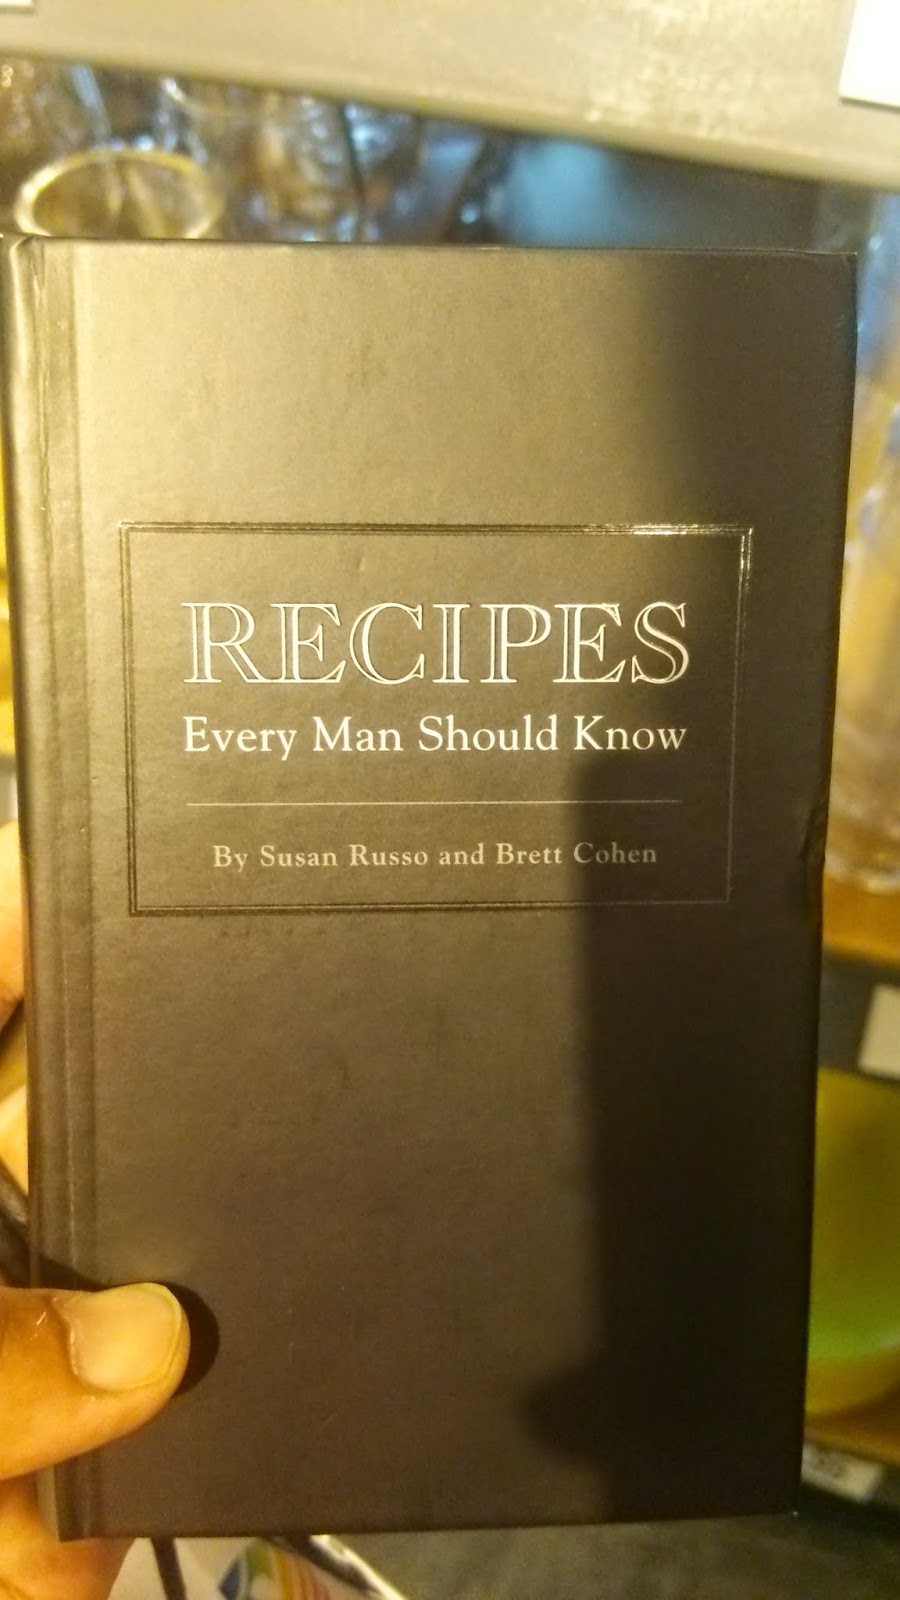 RECIPES
Every Man Should Know
By Susan Russo and Brett Cohen